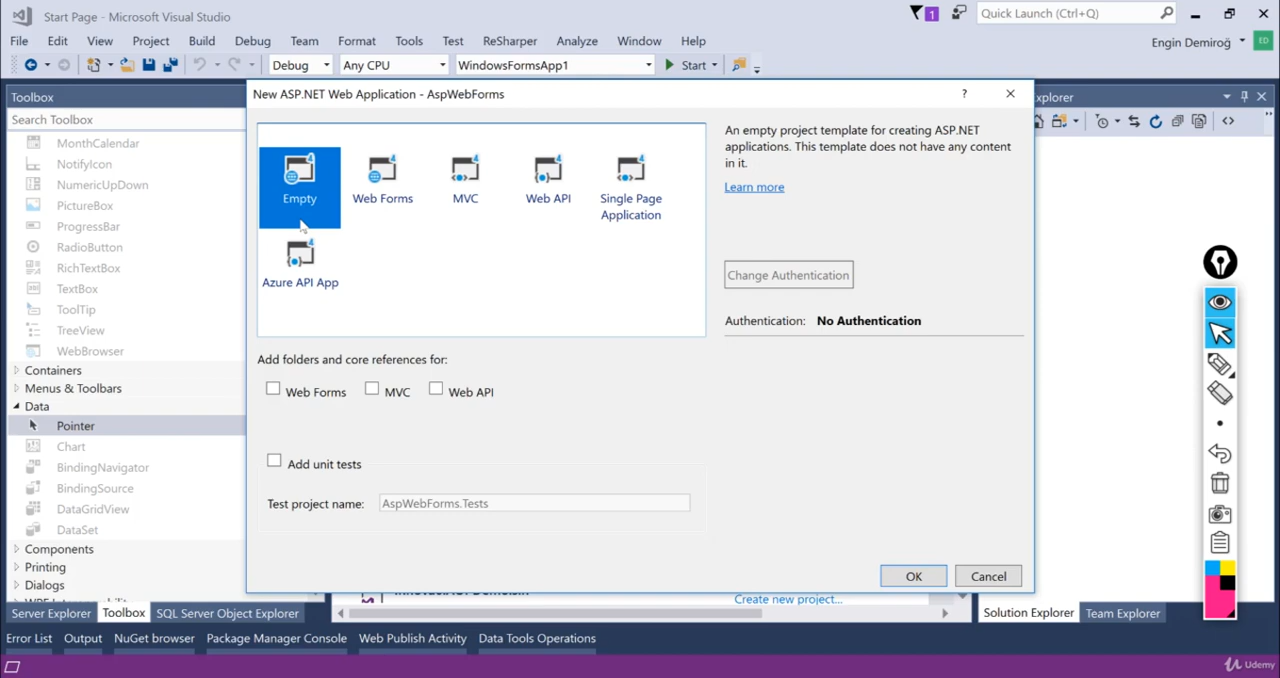 Start Page - Microsoft Visual Studio
1
Quick Launch (Ctrl+Q)
File Edit View Project Build Debug Team Format Tools Test ReSharper Analyze Window Help
Engin Demiroğ
ED
Debug Any CPU WindowsFormsApp1 Start
Toolbox
Search Toolbox
MonthCalendar
NotifyIcon
NumericUpDown
PictureBox
ProgressBar
RadioButton
RichTextBox
TextBox
ToolTip
TreeView
WebBrowser
Containers
Menus & Toolbars
Data
Pointer
Chart
BindingNavigator
BindingSource
DataGridView
DataSet
Components
Printing
Dialogs
New ASP.NET Web Application - AspWebForms
?
Empty
Web Forms
MVC
Web API
Single Page
Application
Azure API App
An empty project template for creating ASP.NET
applications. This template does not have any content
in it.
Learn more
Change Authentication
Authentication: No Authentication
Add folders and core references for:
Web Forms MVC Web API
Add unit tests
Test project name: AspWebForms.Tests
OK Cancel
xplorer
Create new project...
Server Explorer Toolbox SQL Server Object Explorer
Solution Explorer Team Explorer
Error List Output NuGet browser Package Manager Console Web Publish Activity Data Tools Operations
Udemy